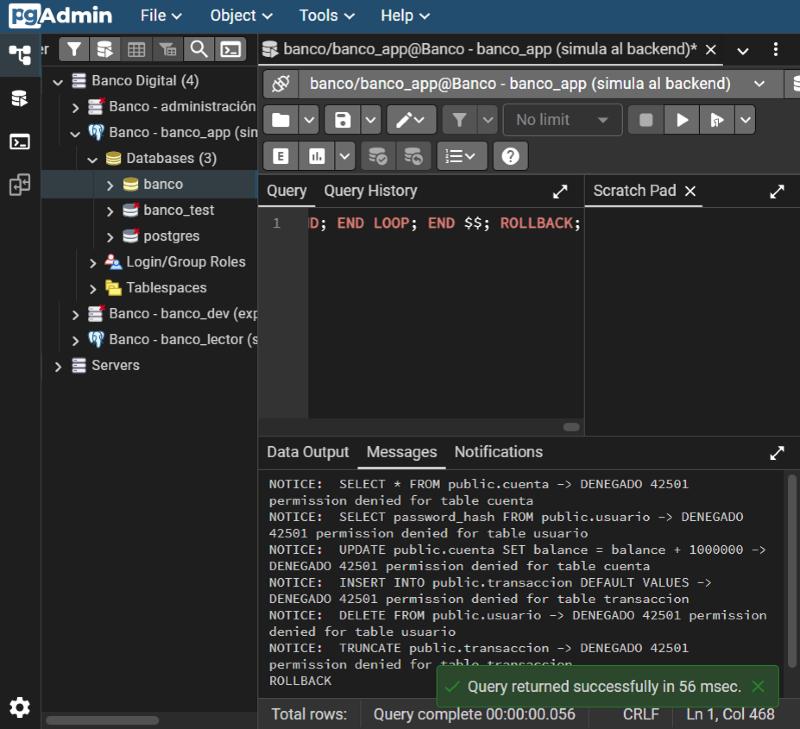 pgAdmin File Object Tools Help
er
banco/banco_app@Banco - banco_app (simula al backend)*
Banco Digital (4)
Banco - administración
Banco - banco_app (sin
Databases (3)
banco
banco_test
postgres
Login/Group Roles
Tablespaces
Banco - banco_dev (exp
Banco - banco_lector (s
Servers
banco/banco_app@Banco - banco_app (simula al backend)
No limit
E
Query Query History
Scratch Pad
1 D; END LOOP; END $$; ROLLBACK;
Data Output Messages Notifications
NOTICE: SELECT * FROM public.cuenta -> DENEGADO 42501
permission denied for table cuenta
NOTICE: SELECT password_hash FROM public.usuario -> DENEGADO
42501 permission denied for table usuario
NOTICE: UPDATE public.cuenta SET balance = balance + 1000000 ->
DENEGADO 42501 permission denied for table cuenta
NOTICE: INSERT INTO public.transaccion DEFAULT VALUES ->
DENEGADO 42501 permission denied for table transaccion
NOTICE: DELETE FROM public.usuario -> DENEGADO 42501 permission
denied for table usuario
NOTICE: TRUNCATE public.transaccion -> DENEGADO 42501
permission denied for table transaccion
ROLLBACK
Query returned successfully in 56 msec.
Total rows: Query complete 00:00:00.056 CRLF Ln 1, Col 468